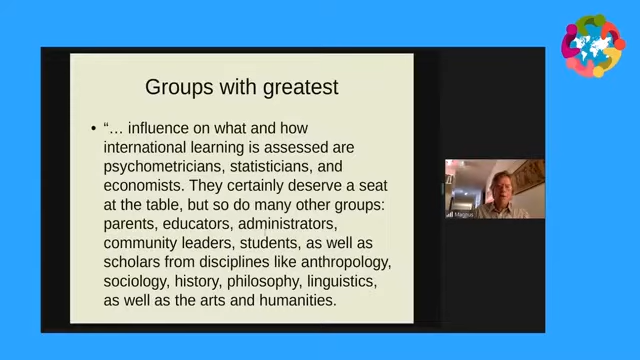 Groups with greatest
• “… influence on what and how
international learning is assessed are
psychometricians, statisticians, and
economists. They certainly deserve a seat
at the table, but so do many other groups:
parents, educators, administrators,
community leaders, students, as well as
scholars from disciplines like anthropology,
sociology, history, philosophy, linguistics,
as well as the arts and humanities.
Magnus